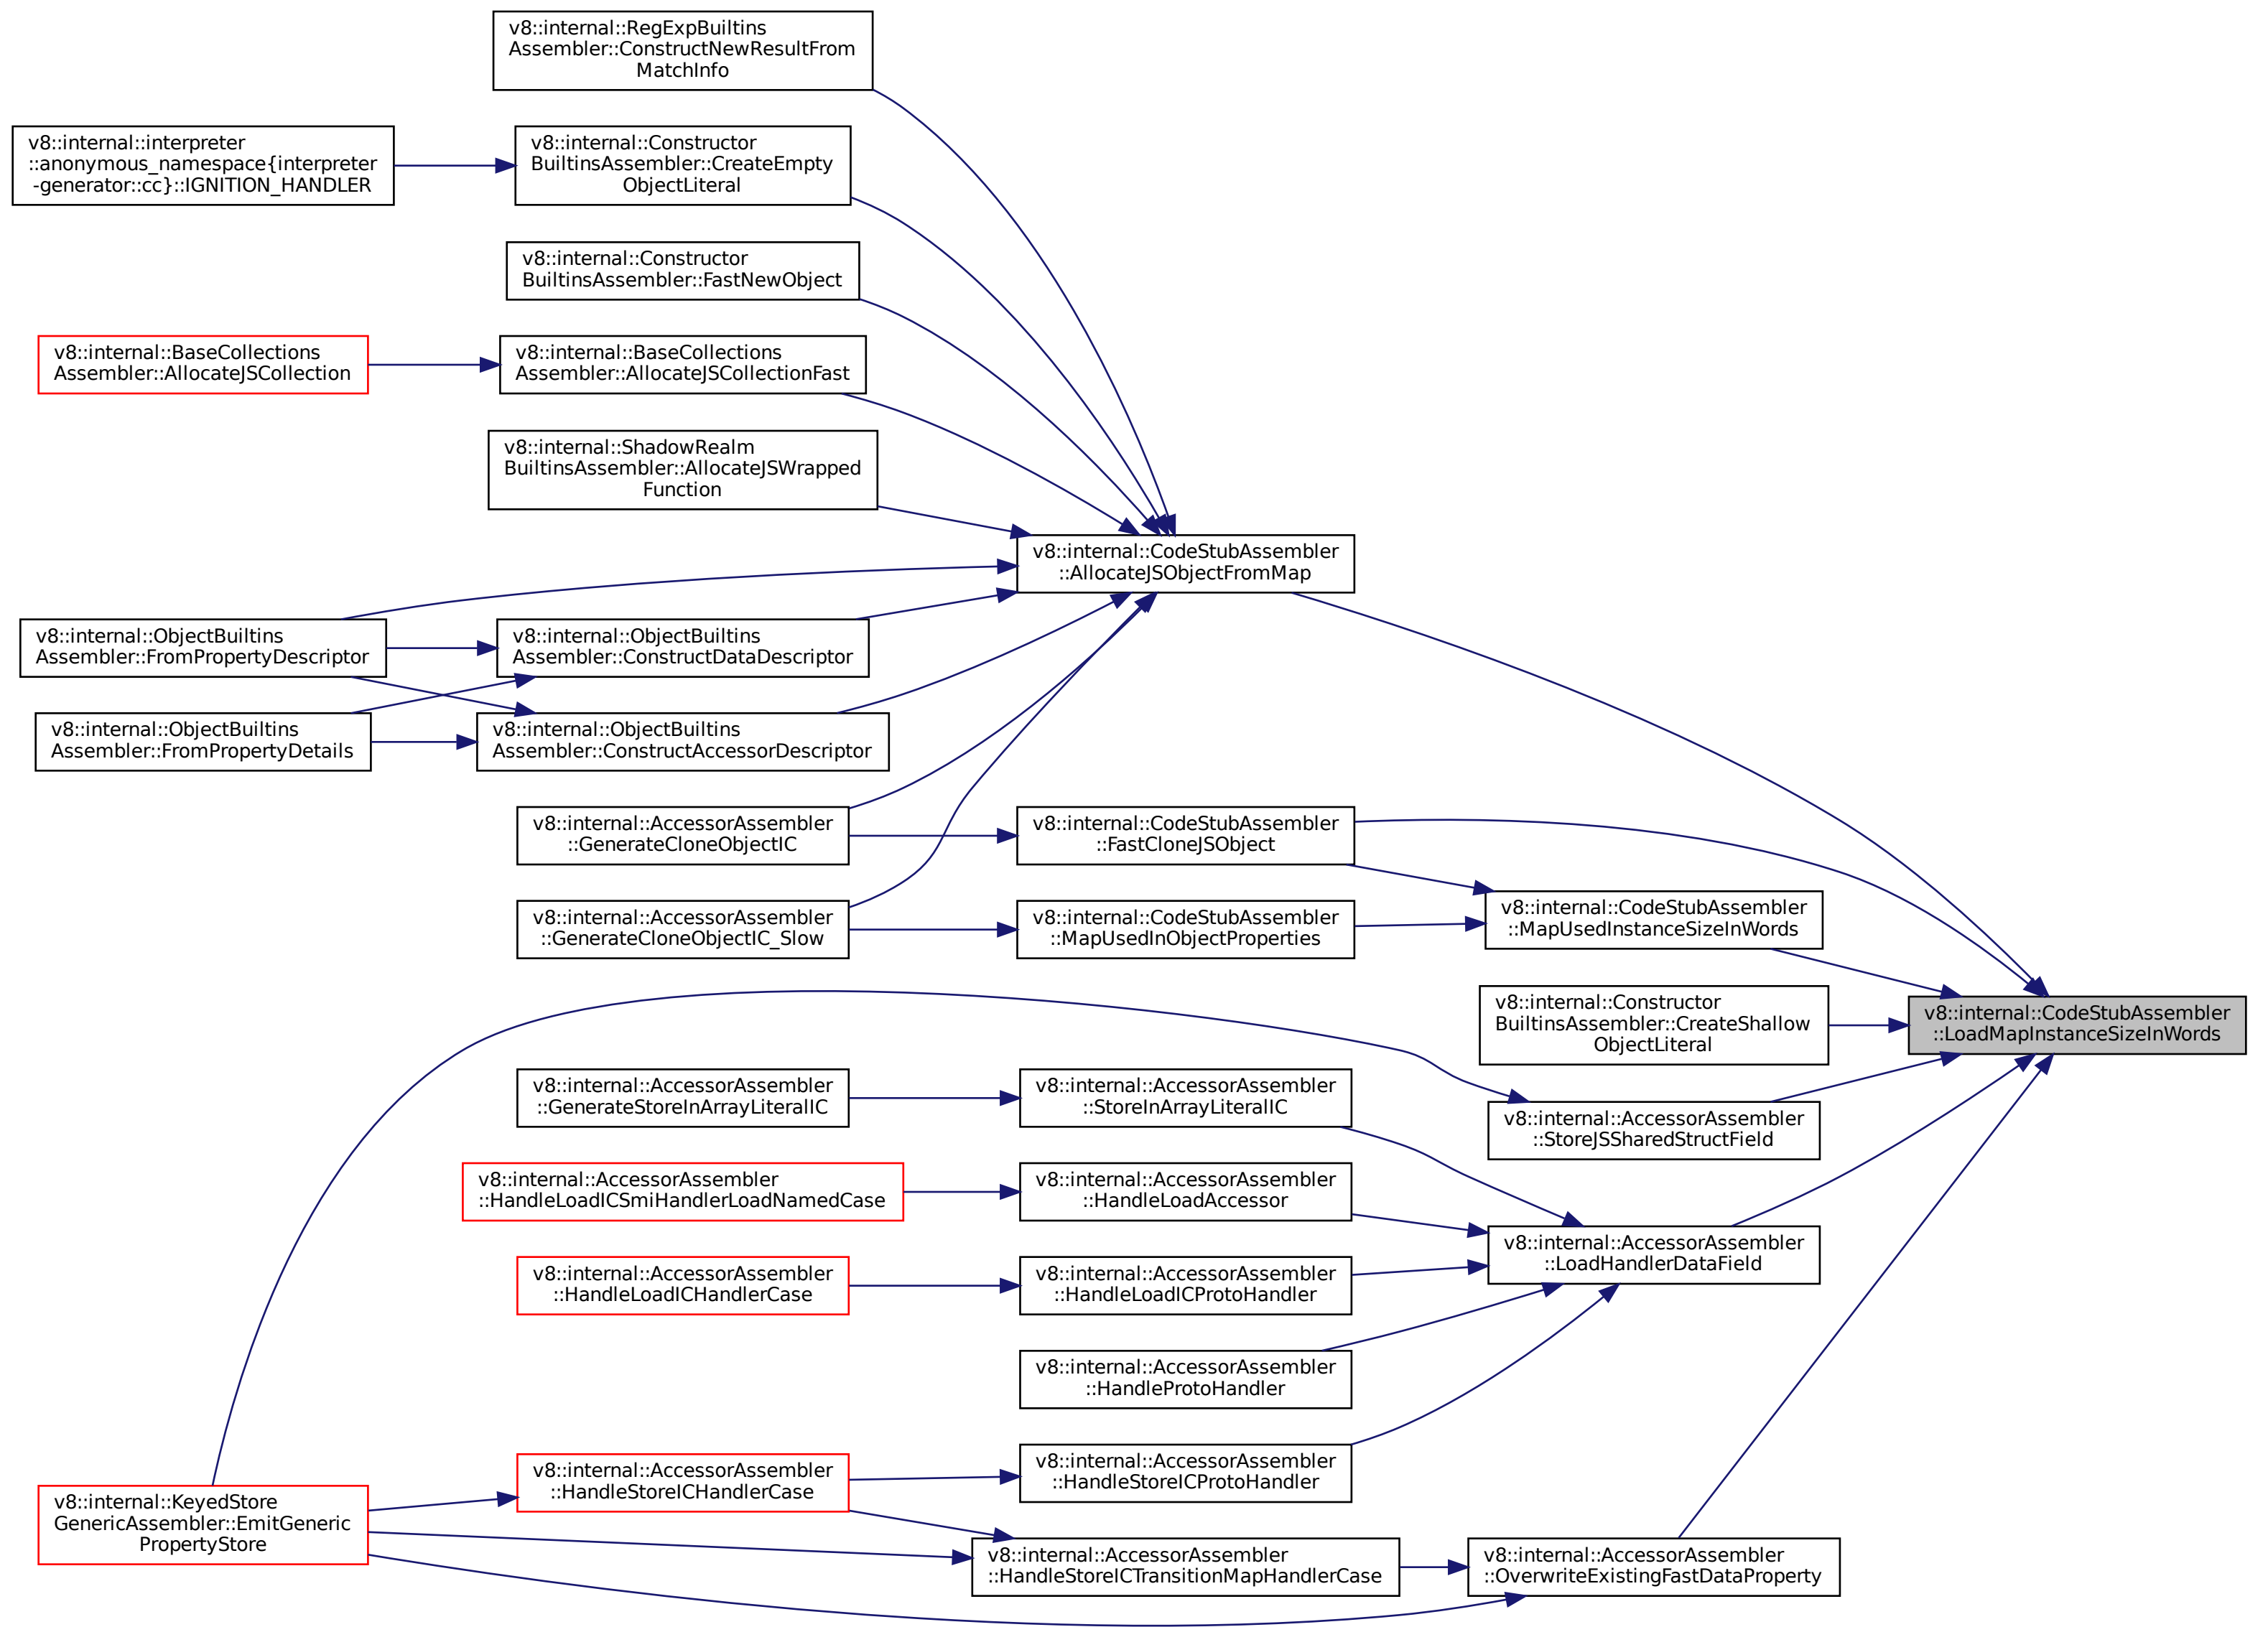 v8::internal::RegExpBuiltins
Assembler::ConstructNewResultFrom
MatchInfo
v8::internal::interpreter
::anonymous_namespace{interpreter
-generator::cc}::IGNITION_HANDLER
v8::internal::Constructor
BuiltinsAssembler::CreateEmpty
ObjectLiteral
v8::internal::Constructor
BuiltinsAssembler::FastNewObject
v8::internal::BaseCollections
Assembler::AllocateJSCollection
v8::internal::BaseCollections
Assembler::AllocateJSCollectionFast
v8::internal::ShadowRealm
BuiltinsAssembler::AllocateJSWrapped
Function
v8::internal::CodeStubAssembler
::AllocateJSObjectFromMap
v8::internal::ObjectBuiltins
Assembler::FromPropertyDescriptor
v8::internal::ObjectBuiltins
Assembler::ConstructDataDescriptor
v8::internal::ObjectBuiltins
Assembler::FromPropertyDetails
v8::internal::ObjectBuiltins
Assembler::ConstructAccessorDescriptor
v8::internal::AccessorAssembler
::GenerateCloneObjectIC
v8::internal::CodeStubAssembler
::FastCloneJSObject
v8::internal::CodeStubAssembler
::MapUsedInstanceSizeInWords
v8::internal::AccessorAssembler
::GenerateCloneObjectIC_Slow
v8::internal::CodeStubAssembler
::MapUsedInObjectProperties
v8::internal::Constructor
BuiltinsAssembler::CreateShallow
ObjectLiteral
v8::internal::CodeStubAssembler
::LoadMapInstanceSizeInWords
v8::internal::AccessorAssembler
::GenerateStoreInArrayLiteralIC
v8::internal::AccessorAssembler
::StoreInArrayLiteralIC
v8::internal::AccessorAssembler
::StoreJSSharedStructField
v8::internal::AccessorAssembler
::HandleLoadICSmiHandlerLoadNamedCase
v8::internal::AccessorAssembler
::HandleLoadAccessor
v8::internal::AccessorAssembler
::LoadHandlerDataField
v8::internal::AccessorAssembler
::HandleLoadICHandlerCase
v8::internal::AccessorAssembler
::HandleLoadICProtoHandler
v8::internal::AccessorAssembler
::HandleProtoHandler
v8::internal::AccessorAssembler
::HandleStoreICHandlerCase
v8::internal::AccessorAssembler
::HandleStoreICProtoHandler
v8::internal::KeyedStore
GenericAssembler::EmitGeneric
PropertyStore
v8::internal::AccessorAssembler
::HandleStoreICTransitionMapHandlerCase
v8::internal::AccessorAssembler
::OverwriteExistingFastDataProperty